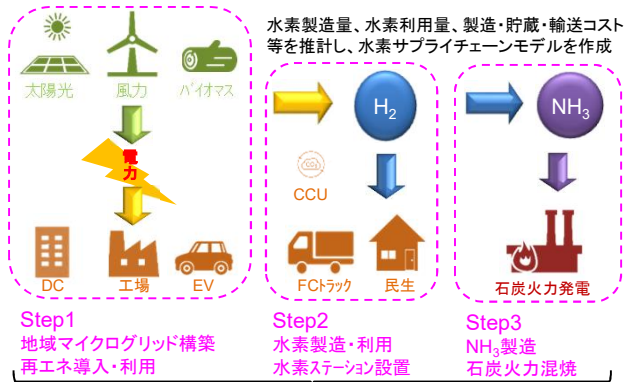 水素製造量、水素利用量、製造・貯蔵・輸送コスト
等を推計し、水素サプライチェーンモデルを作成
太陽光
風力
バイオマス
電力
DC
工場
EV
H₂
CCU
FCトラック
民生
NH₃
石炭火力発電
Step1
地域マイクログリッド構築
再エネ導入・利用
Step2
水素製造・利用
水素ステーション設置
Step3
NH₃製造
石炭火力混焼